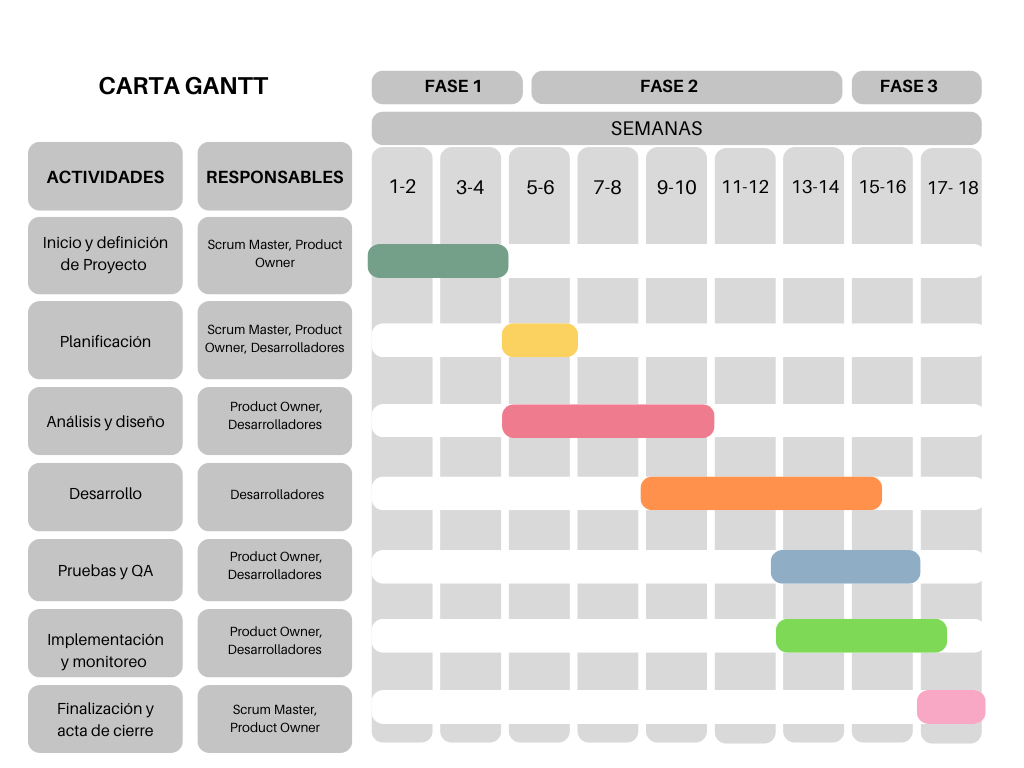 CARTA GANTT
FASE 1
FASE 2
FASE 3
SEMANAS
ACTIVIDADES
RESPONSABLES
1-2
3-4
5-6
7-8
9-10
11-12
13-14
15-16
17- 18
Inicio y definición
de Proyecto
Scrum Master, Product
Owner
Planificación
Scrum Master, Product
Owner, Desarrolladores
Análisis y diseño
Product Owner,
Desarrolladores
Desarrollo
Desarrolladores
Pruebas y QA
Product Owner,
Desarrolladores
Implementación
y monitoreo
Product Owner,
Desarrolladores
Finalización y
acta de cierre
Scrum Master,
Product Owner